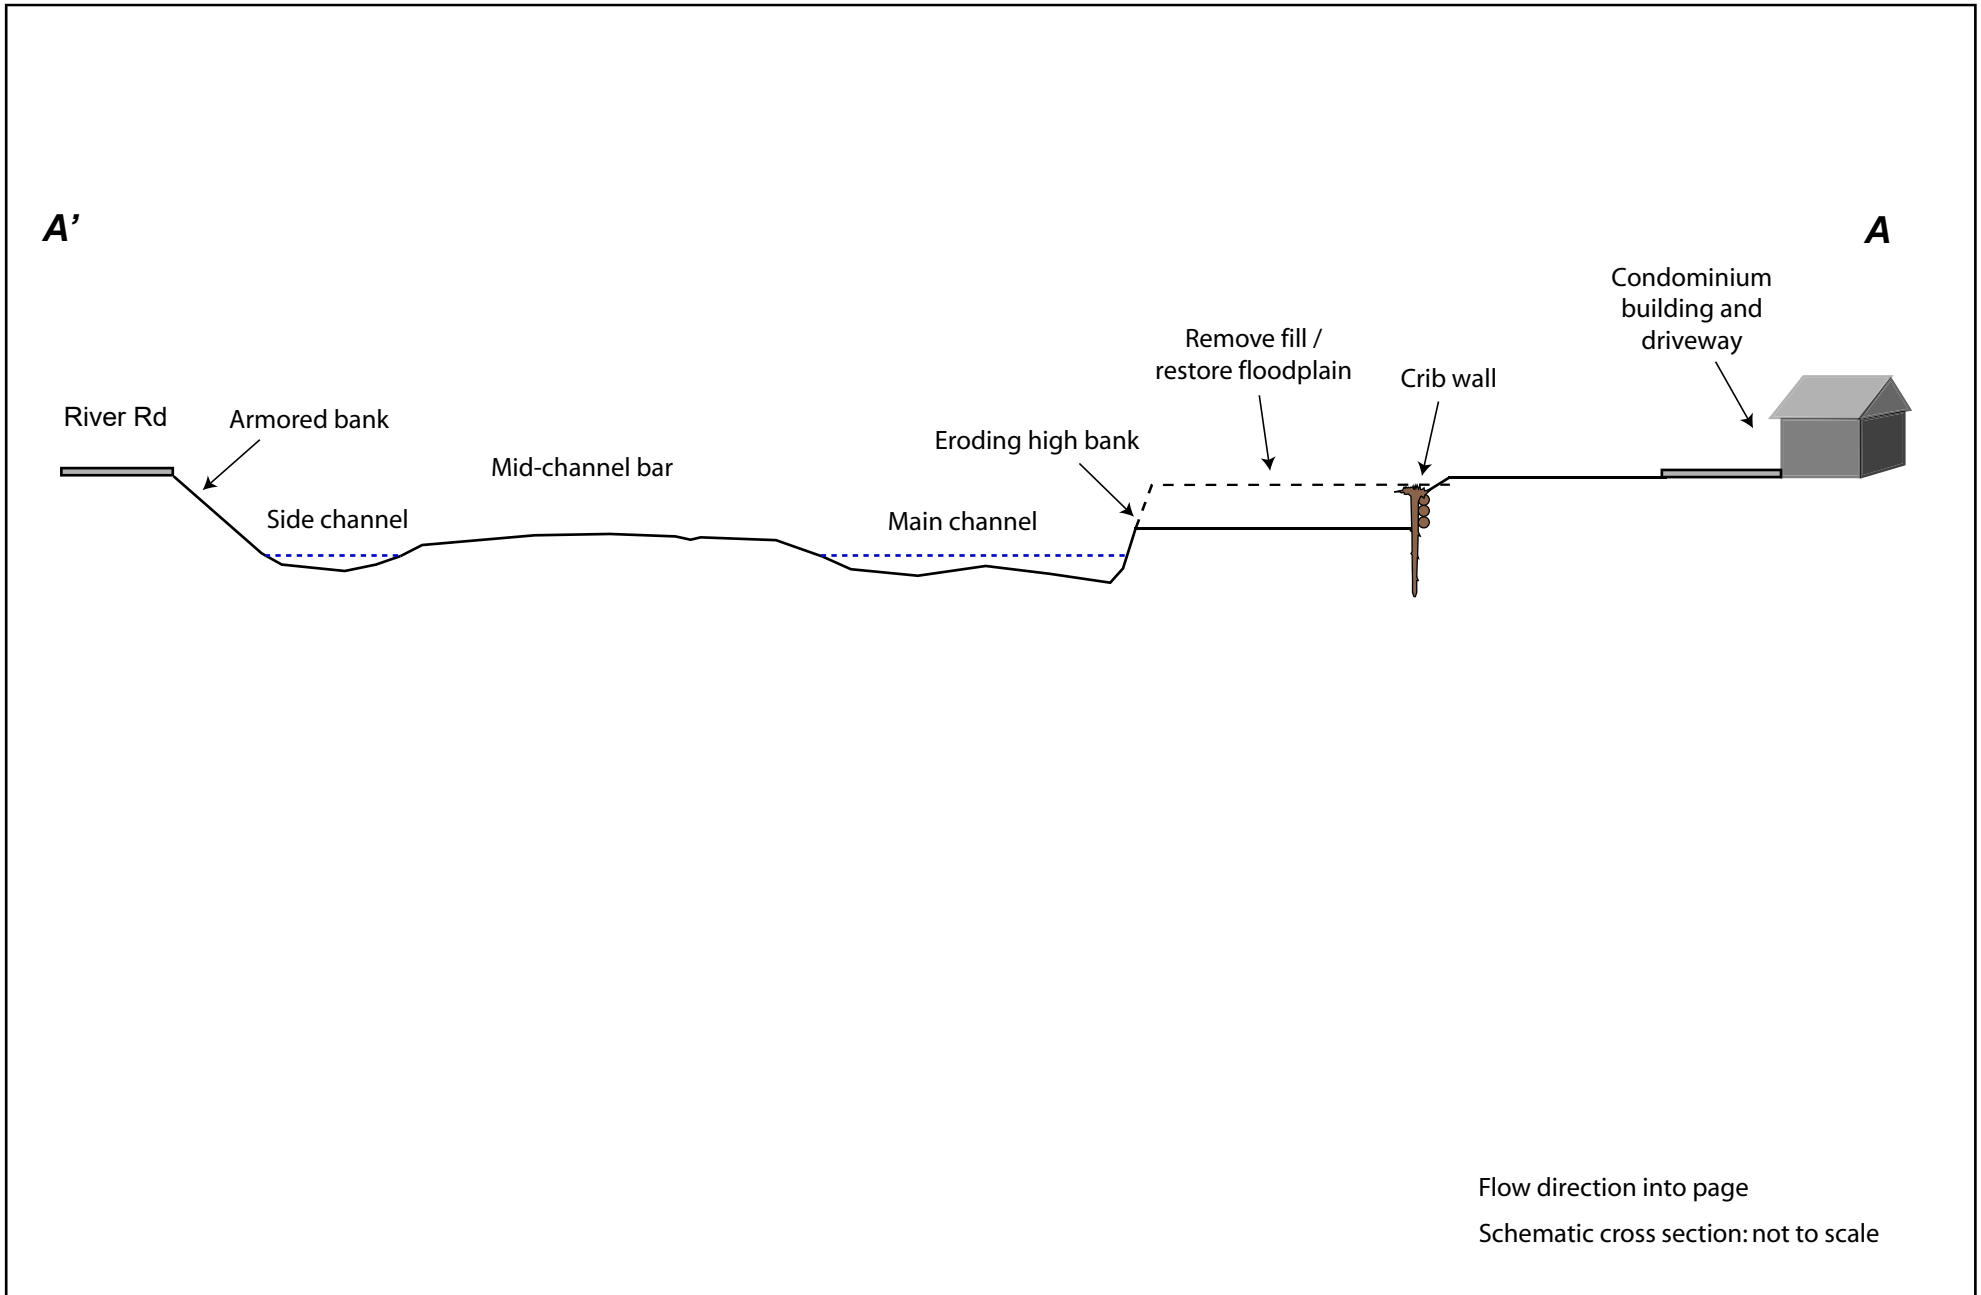 A’
A
Condominium
building and
driveway
Remove fill /
restore floodplain
Crib wall
River Rd
Armored bank
Eroding high bank
Mid-channel bar
Side channel
Main channel
Flow direction into page
Schematic cross section: not to scale